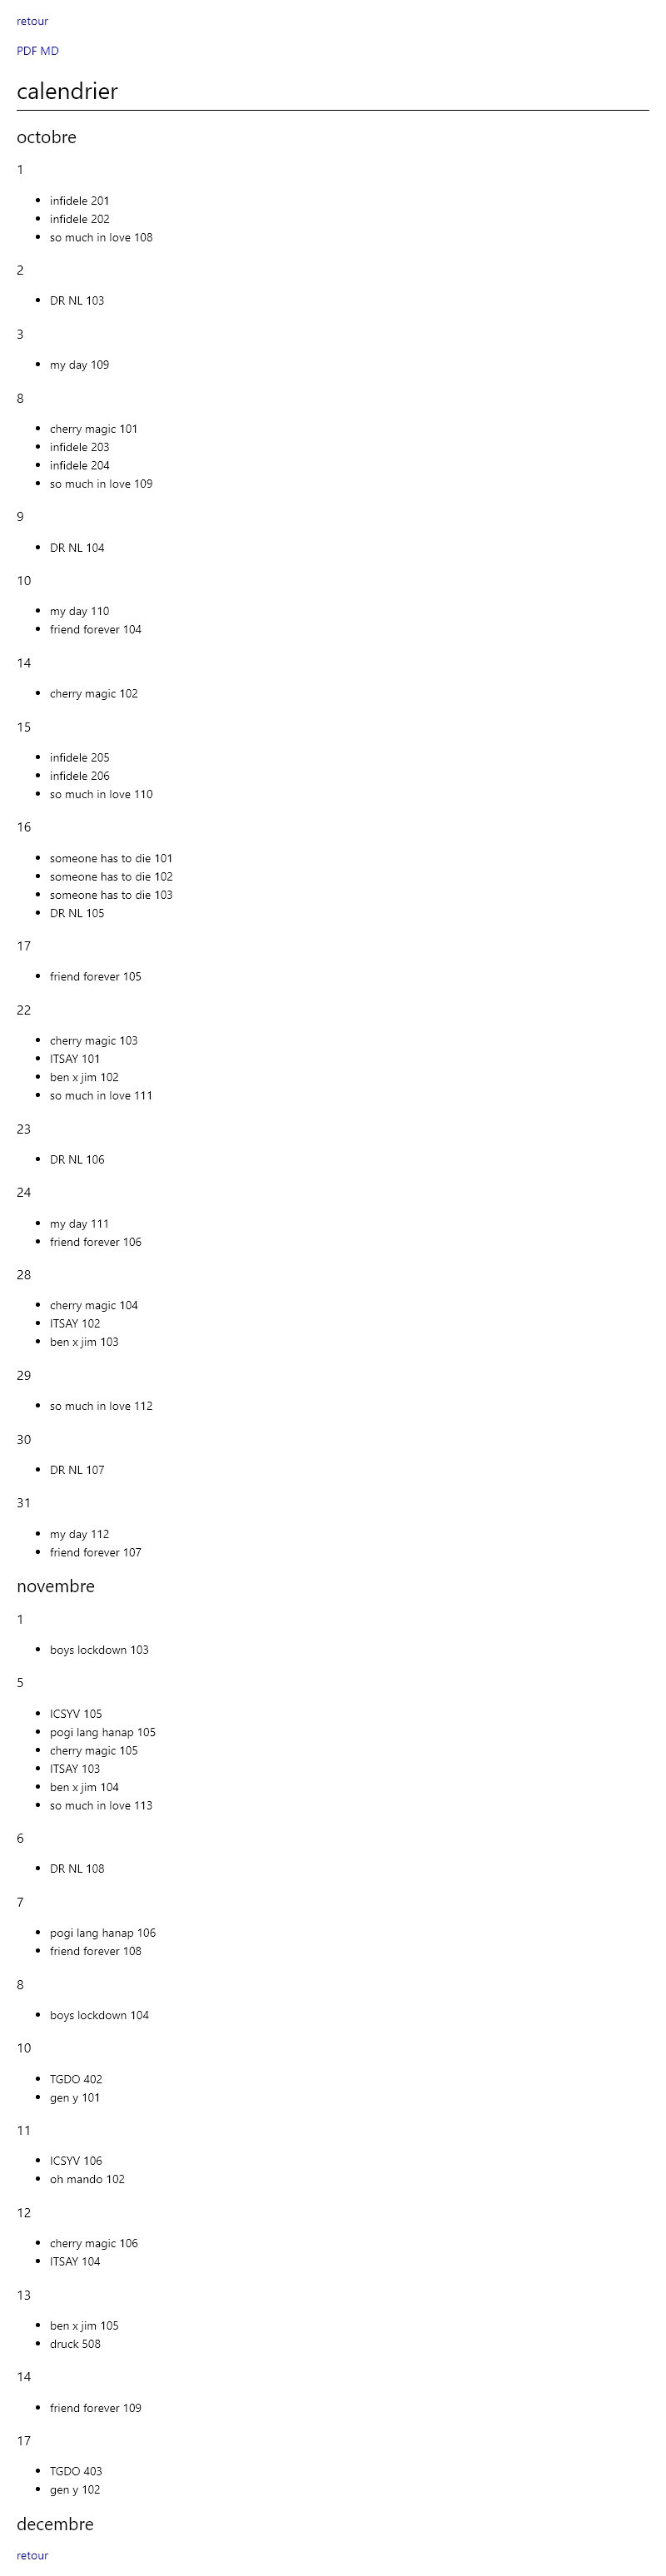 retour
PDF MD
calendrier
octobre
1
infidele 201
infidele 202
so much in love 108
2
DR NL 103
3
my day 109
8
cherry magic 101
infidele 203
infidele 204
so much in love 109
9
DR NL 104
10
my day 110
friend forever 104
14
cherry magic 102
15
infidele 205
infidele 206
so much in love 110
16
someone has to die 101
someone has to die 102
someone has to die 103
DR NL 105
17
friend forever 105
22
cherry magic 103
ITSAY 101
ben x jim 102
so much in love 111
23
DR NL 106
24
my day 111
friend forever 106
28
cherry magic 104
ITSAY 102
ben x jim 103
29
so much in love 112
30
DR NL 107
31
my day 112
friend forever 107
novembre
1
boys lockdown 103
5
ICSYV 105
pogi lang hanap 105
cherry magic 105
ITSAY 103
ben x jim 104
so much in love 113
6
DR NL 108
7
pogi lang hanap 106
friend forever 108
8
boys lockdown 104
10
TGDO 402
gen y 101
11
ICSYV 106
oh mando 102
12
cherry magic 106
ITSAY 104
13
ben x jim 105
druck 508
14
friend forever 109
17
TGDO 403
gen y 102
decembre
retour